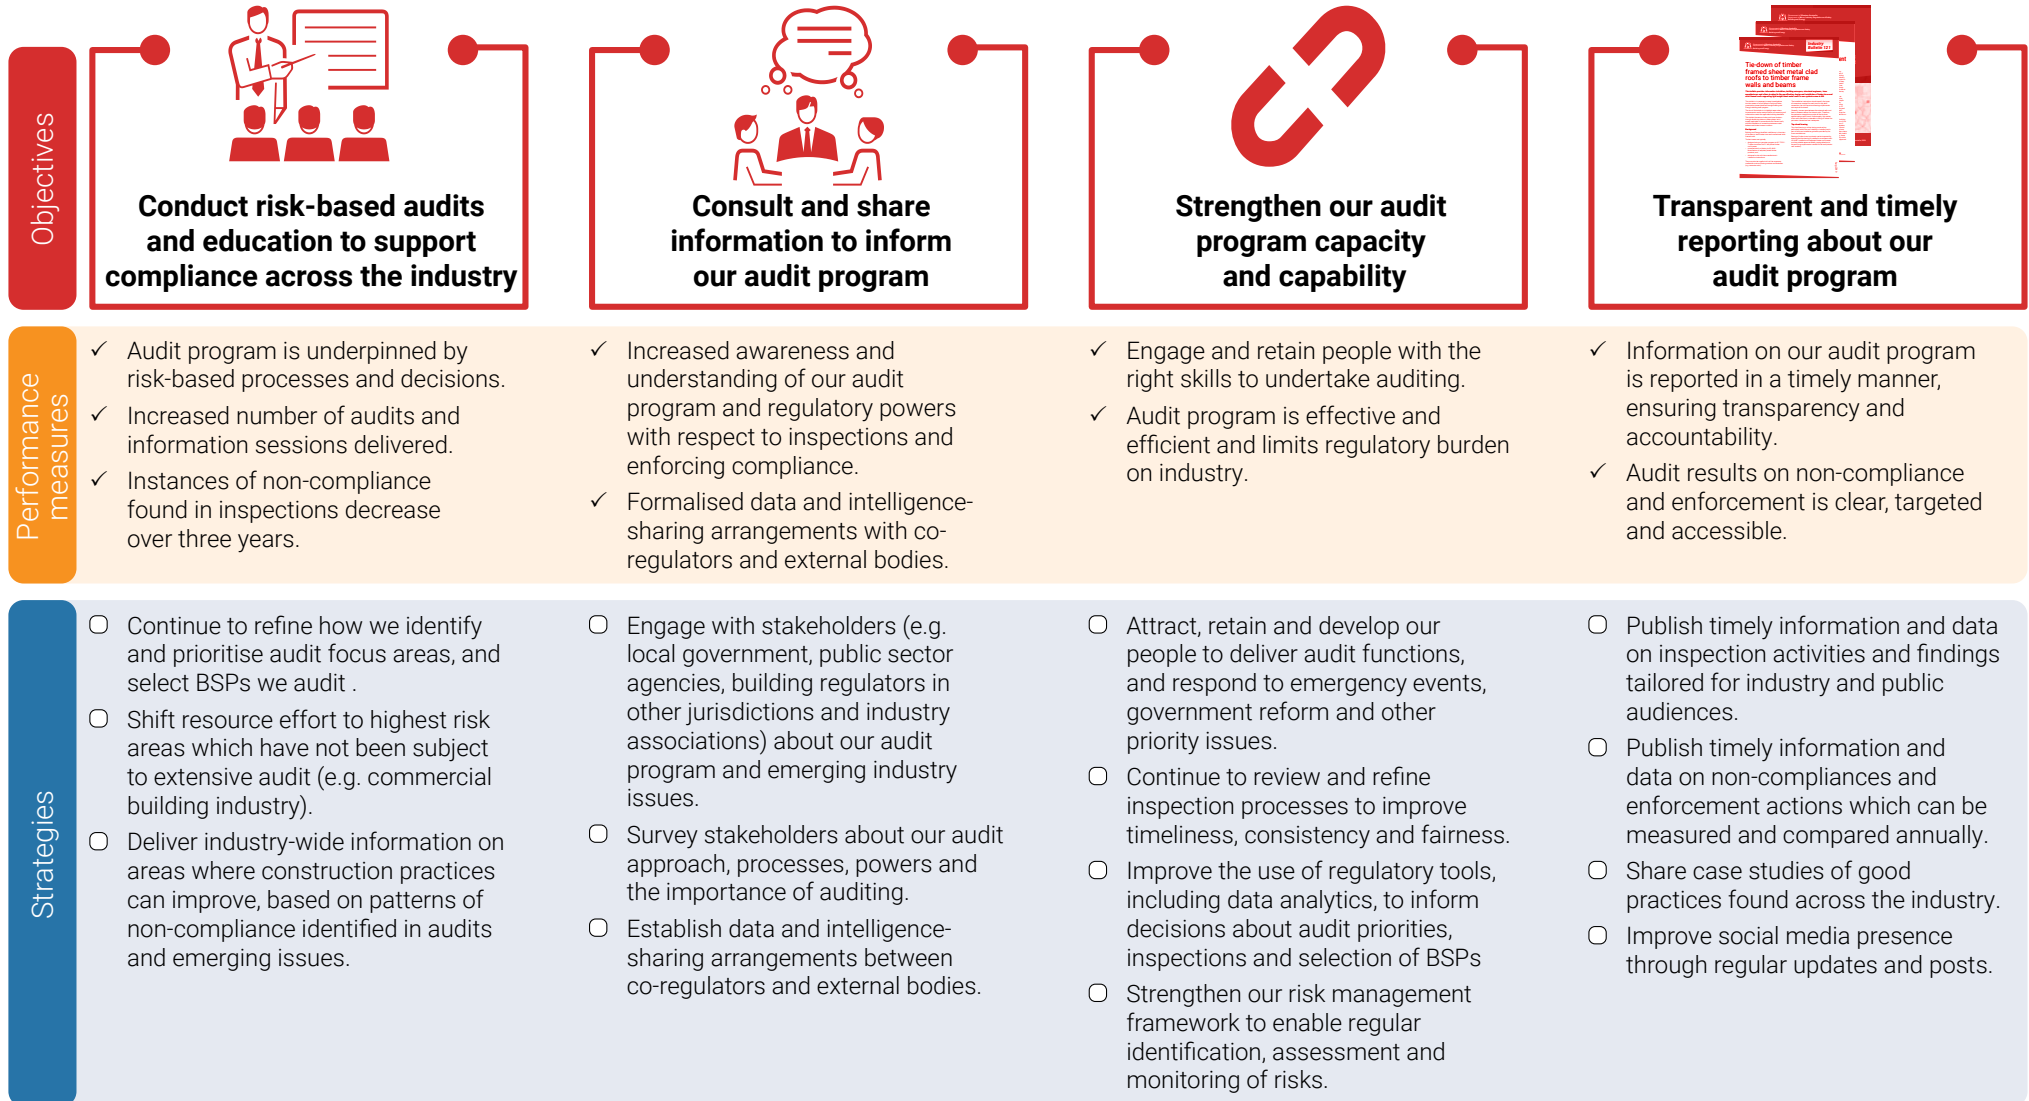 Objectives
Conduct risk-based audits
and education to support
compliance across the industry
Consult and share
information to inform
our audit program
Strengthen our audit
program capacity
and capability
Industry
Bulletin 121
Tie-down of timber
framed sheet metal clad
roofs to timber frame
walls and beams
Transparent and timely
reporting about our
audit program
Performance
measures
✓ Audit program is underpinned by
risk-based processes and decisions.
✓ Increased number of audits and
information sessions delivered.
✓ Instances of non-compliance
found in inspections decrease
over three years.
✓ Increased awareness and
understanding of our audit
program and regulatory powers
with respect to inspections and
enforcing compliance.
✓ Formalised data and intelligence-
sharing arrangements with co-
regulators and external bodies.
✓ Engage and retain people with the
right skills to undertake auditing.
✓ Audit program is effective and
efficient and limits regulatory burden
on industry.
✓ Information on our audit program
is reported in a timely manner,
ensuring transparency and
accountability.
✓ Audit results on non-compliance
and enforcement is clear, targeted
and accessible.
Strategies
Continue to refine how we identify
and prioritise audit focus areas, and
select BSPs we audit .
Shift resource effort to highest risk
areas which have not been subject
to extensive audit (e.g. commercial
building industry).
Deliver industry-wide information on
areas where construction practices
can improve, based on patterns of
non-compliance identified in audits
and emerging issues.
Engage with stakeholders (e.g.
local government, public sector
agencies, building regulators in
other jurisdictions and industry
associations) about our audit
program and emerging industry
issues.
Survey stakeholders about our audit
approach, processes, powers and
the importance of auditing.
Establish data and intelligence-
sharing arrangements between
co-regulators and external bodies.
Attract, retain and develop our
people to deliver audit functions,
and respond to emergency events,
government reform and other
priority issues.
Continue to review and refine
inspection processes to improve
timeliness, consistency and fairness.
Improve the use of regulatory tools,
including data analytics, to inform
decisions about audit priorities,
inspections and selection of BSPs
Strengthen our risk management
framework to enable regular
identification, assessment and
monitoring of risks.
Publish timely information and data
on inspection activities and findings
tailored for industry and public
audiences.
Publish timely information and
data on non-compliances and
enforcement actions which can be
measured and compared annually.
Share case studies of good
practices found across the industry.
Improve social media presence
through regular updates and posts.